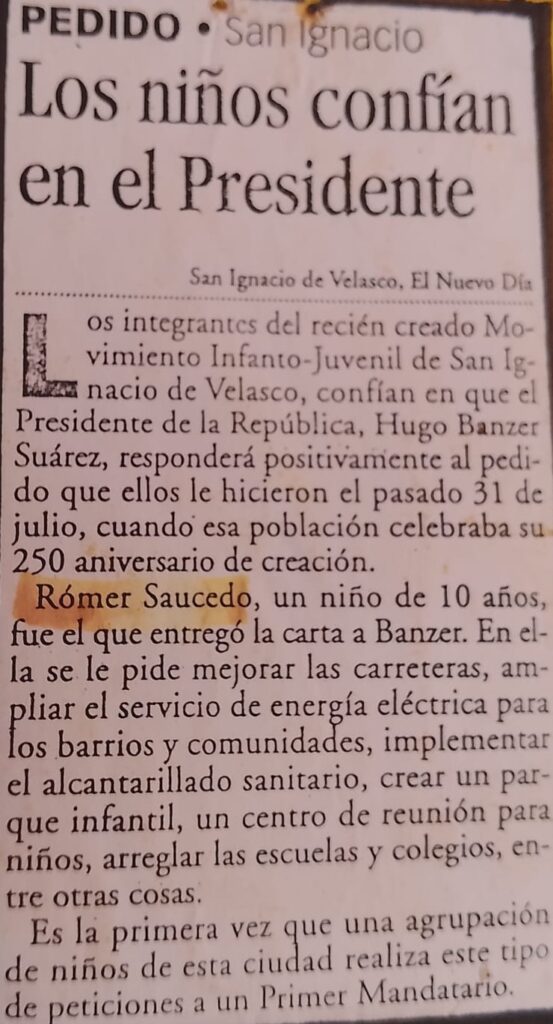 PEDIDO • San Ignacio
Los niños confían
en el Presidente
San Ignacio de Velasco, El Nuevo Día
Los integrantes del recién creado Mo-
vimiento Infanto-Juvenil de San Ig-
nacio de Velasco, confían en que el
Presidente de la República, Hugo Banzer
Suárez, responderá positivamente al pedi-
do que ellos le hicieron el pasado 31 de
julio, cuando esa población celebraba su
250 aniversario de creación.
Rómer Saucedo, un niño de 10 años,
fue el que entregó la carta a Banzer. En el-
la se le pide mejorar las carreteras, am-
pliar el servicio de energía eléctrica para
los barrios y comunidades, implementar
el alcantarillado sanitario, crear un par-
que infantil, un centro de reunión para
niños, arreglar las escuelas y colegios, en-
tre otras cosas.
Es la primera vez que una agrupación
de niños de esta ciudad realiza este tipo
de peticiones a un Primer Mandatario.